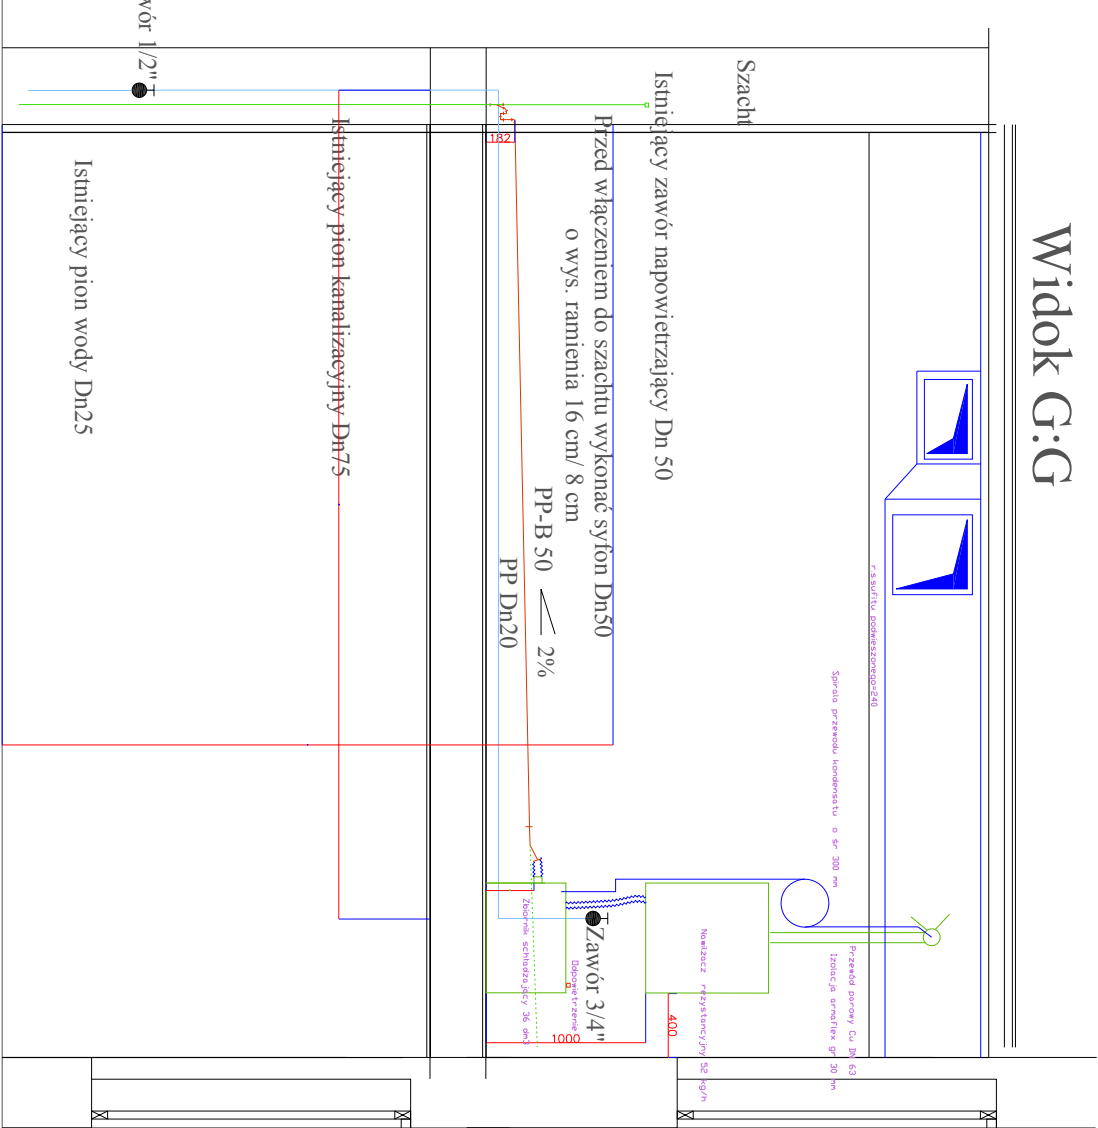 Widok G:G
Szacht
Istniejący zawór napowietrzający Dn 50
Przed włączeniem do szachtu wykonać syfon Dn50
o wys. ramienia 16 cm/ 8 cm
PP-B 50
2%
PP Dn20
182
r.s.sufitu podwieszonego=240
Spirala przewodu kondensatu o śr 300 mm
Przewód parowy Cu DN 63
Izolacja armaflex gr 30 mm
Nawilżacz rezystancyjny 52 kg/h
400
Zawór 3/4"
Odpowietrzenie
1000
Zbiornik schładzający 36 dm3
Istniejący pion kanalizacyjny Dn75
wór 1/2"
Istniejący pion wody Dn25